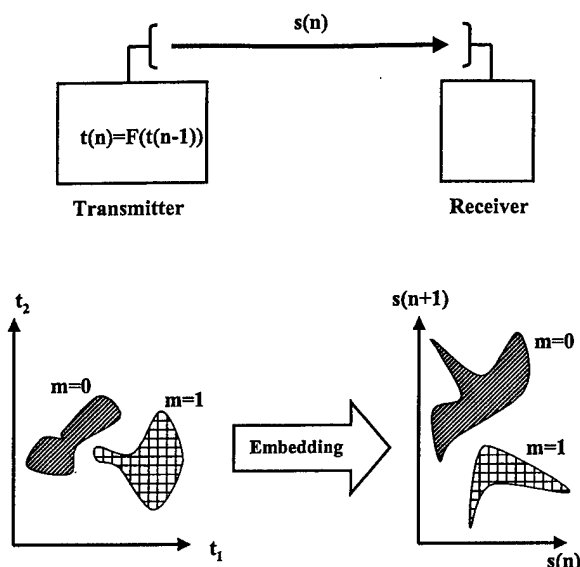 s(n)
t(n)=F(t(n-1))
Transmitter
Receiver
t₂
m=0
m=1
t₁
Embedding
s(n+1)
m=0
m=1
s(n)